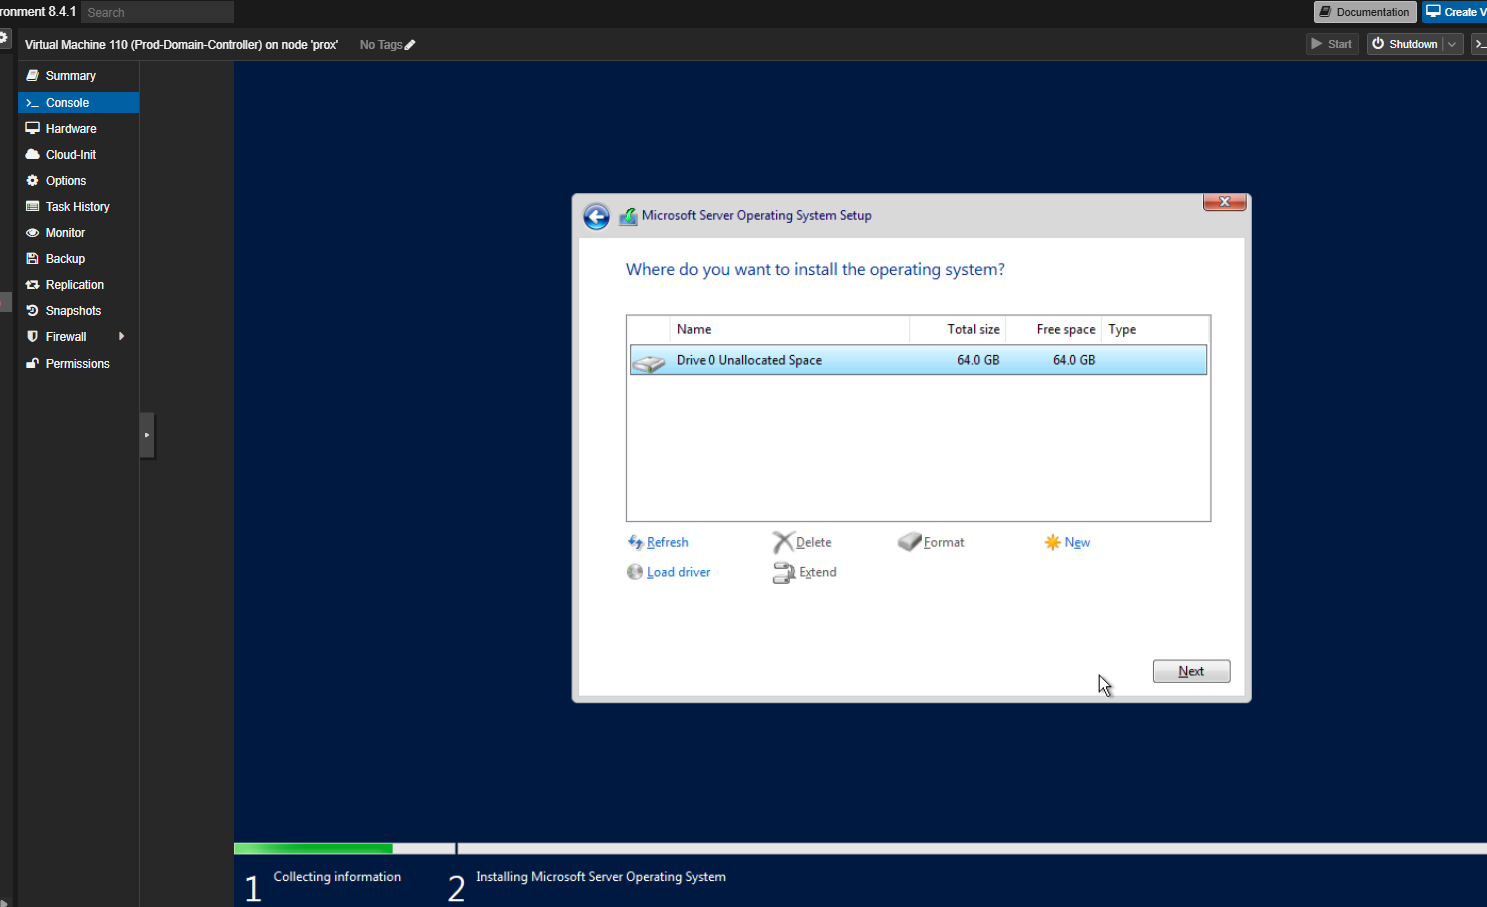 ronment 8.4.1 Search Documentation Create V
Virtual Machine 110 (Prod-Domain-Controller) on node 'prox' No Tags Start Shutdown
Summary
Console
Hardware
Cloud-Init
Options
Task History
Monitor
Backup
Replication
Snapshots
Firewall
Permissions
Microsoft Server Operating System Setup
Where do you want to install the operating system?
Name Total size Free space Type
Drive 0 Unallocated Space 64.0 GB 64.0 GB
Refresh Delete Format New
Load driver Extend
Next
1 Collecting information 2 Installing Microsoft Server Operating System